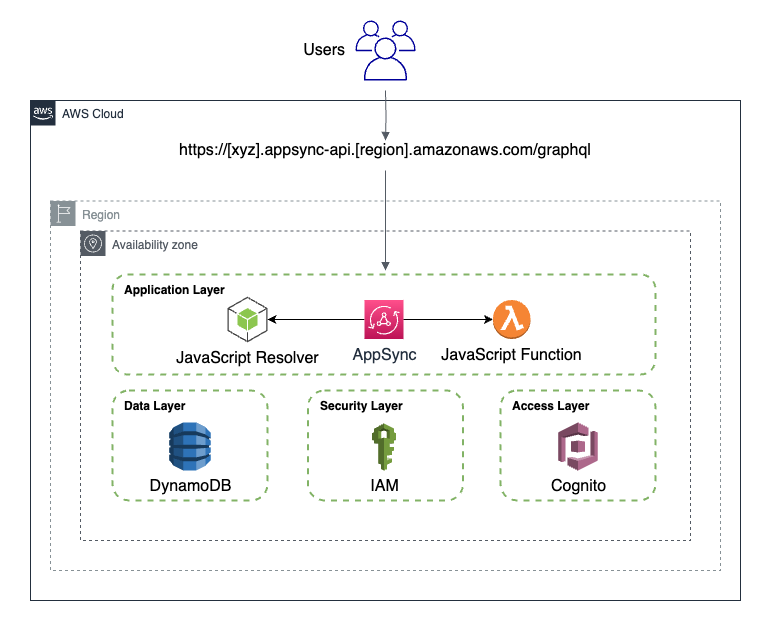 Users
aws
AWS Cloud
https://[xyz].appsync-api.[region].amazonaws.com/graphql
Region
Availability zone
Application Layer
JavaScript Resolver
AppSync
JavaScript Function
Data Layer
DynamoDB
Security Layer
IAM
Access Layer
Cognito